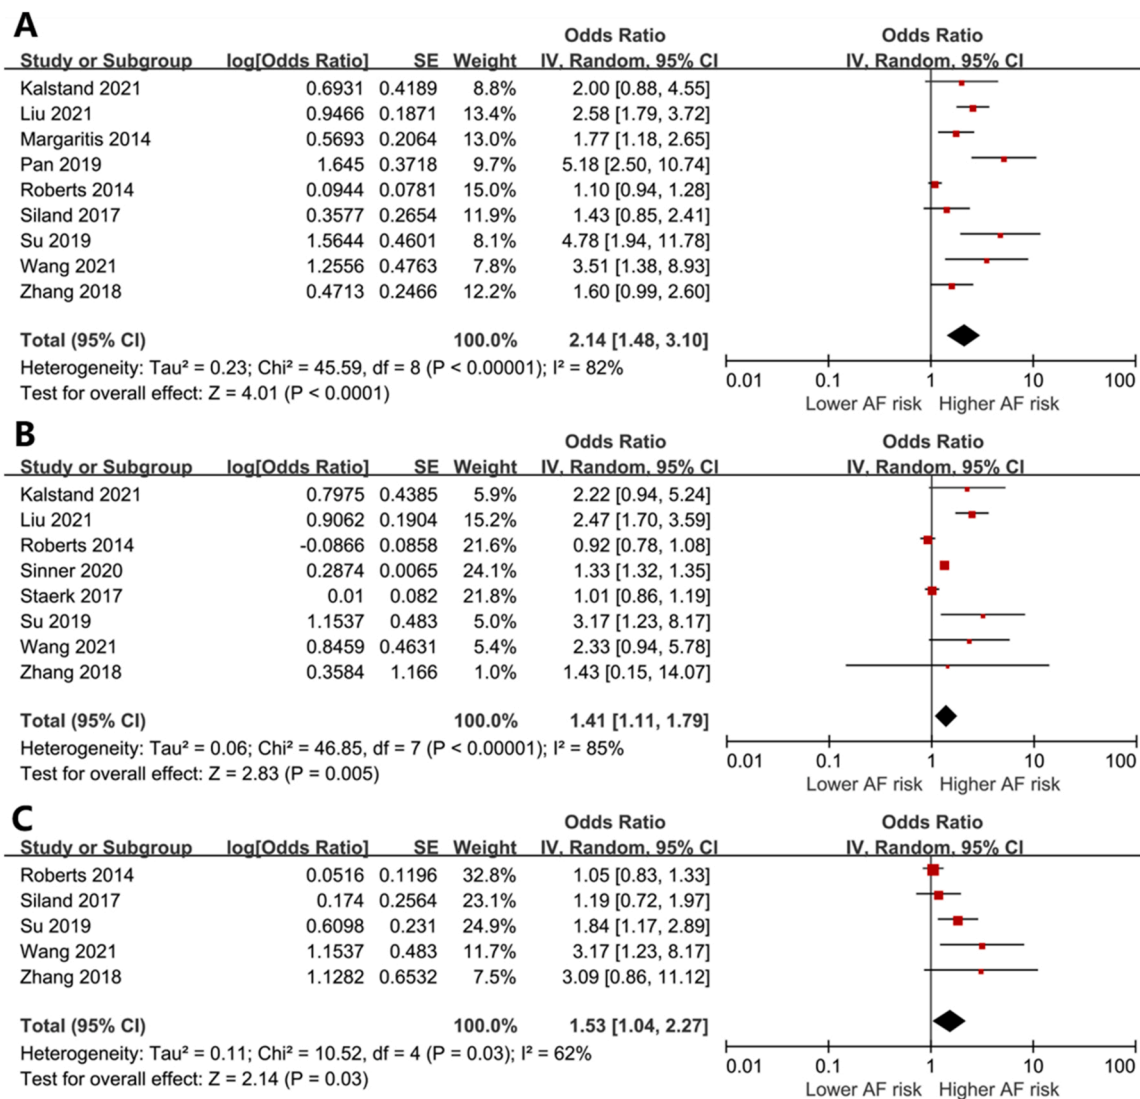 A
Odds Ratio Odds Ratio
Study or Subgroup log[Odds Ratio] SE Weight IV, Random, 95% CI IV, Random, 95% CI
Kalstand 2021 0.6931 0.4189 8.8% 2.00 [0.88, 4.55]
Liu 2021 0.9466 0.1871 13.4% 2.58 [1.79, 3.72]
Margaritis 2014 0.5693 0.2064 13.0% 1.77 [1.18, 2.65]
Pan 2019 1.645 0.3718 9.7% 5.18 [2.50, 10.74]
Roberts 2014 0.0944 0.0781 15.0% 1.10 [0.94, 1.28]
Siland 2017 0.3577 0.2654 11.9% 1.43 [0.85, 2.41]
Su 2019 1.5644 0.4601 8.1% 4.78 [1.94, 11.78]
Wang 2021 1.2556 0.4763 7.8% 3.51 [1.38, 8.93]
Zhang 2018 0.4713 0.2466 12.2% 1.60 [0.99, 2.60]
Total (95% CI) 100.0% 2.14 [1.48, 3.10]
Heterogeneity: Tau² = 0.23; Chi² = 45.59, df = 8 (P < 0.00001); I² = 82%
Test for overall effect: Z = 4.01 (P < 0.0001)
0.01 0.1 1 10 100
Lower AF risk Higher AF risk
B
Odds Ratio Odds Ratio
Study or Subgroup log[Odds Ratio] SE Weight IV, Random, 95% CI IV, Random, 95% CI
Kalstand 2021 0.7975 0.4385 5.9% 2.22 [0.94, 5.24]
Liu 2021 0.9062 0.1904 15.2% 2.47 [1.70, 3.59]
Roberts 2014 -0.0866 0.0858 21.6% 0.92 [0.78, 1.08]
Sinner 2020 0.2874 0.0065 24.1% 1.33 [1.32, 1.35]
Staerk 2017 0.01 0.082 21.8% 1.01 [0.86, 1.19]
Su 2019 1.1537 0.483 5.0% 3.17 [1.23, 8.17]
Wang 2021 0.8459 0.4631 5.4% 2.33 [0.94, 5.78]
Zhang 2018 0.3584 1.166 1.0% 1.43 [0.15, 14.07]
Total (95% CI) 100.0% 1.41 [1.11, 1.79]
Heterogeneity: Tau² = 0.06; Chi² = 46.85, df = 7 (P < 0.00001); I² = 85%
Test for overall effect: Z = 2.83 (P = 0.005)
0.01 0.1 1 10 100
Lower AF risk Higher AF risk
C
Odds Ratio Odds Ratio
Study or Subgroup log[Odds Ratio] SE Weight IV, Random, 95% CI IV, Random, 95% CI
Roberts 2014 0.0516 0.1196 32.8% 1.05 [0.83, 1.33]
Siland 2017 0.174 0.2564 23.1% 1.19 [0.72, 1.97]
Su 2019 0.6098 0.231 24.9% 1.84 [1.17, 2.89]
Wang 2021 1.1537 0.483 11.7% 3.17 [1.23, 8.17]
Zhang 2018 1.1282 0.6532 7.5% 3.09 [0.86, 11.12]
Total (95% CI) 100.0% 1.53 [1.04, 2.27]
Heterogeneity: Tau² = 0.11; Chi² = 10.52, df = 4 (P = 0.03); I² = 62%
Test for overall effect: Z = 2.14 (P = 0.03)
0.01 0.1 1 10 100
Lower AF risk Higher AF risk